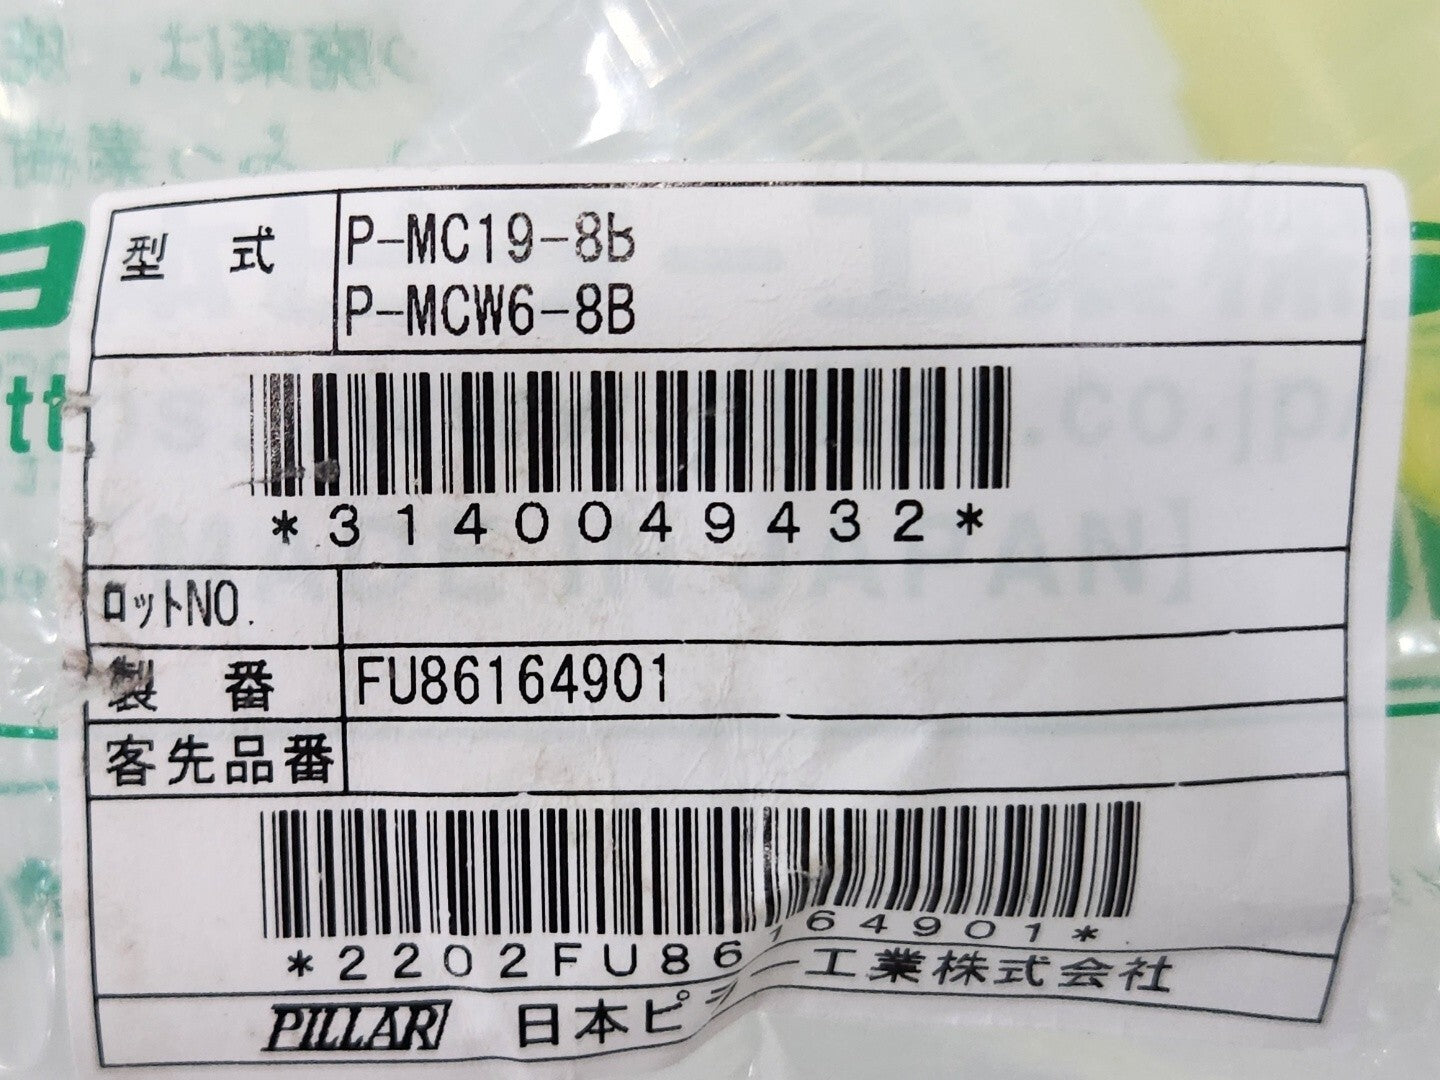 型 式 P-MC19-8B
P-MCW6-8B
*3140049432*
ロットNO.
製 番 FU86164901
客先品番
*2202FU86164901*
PILLAR 日本ピラー工業株式会社